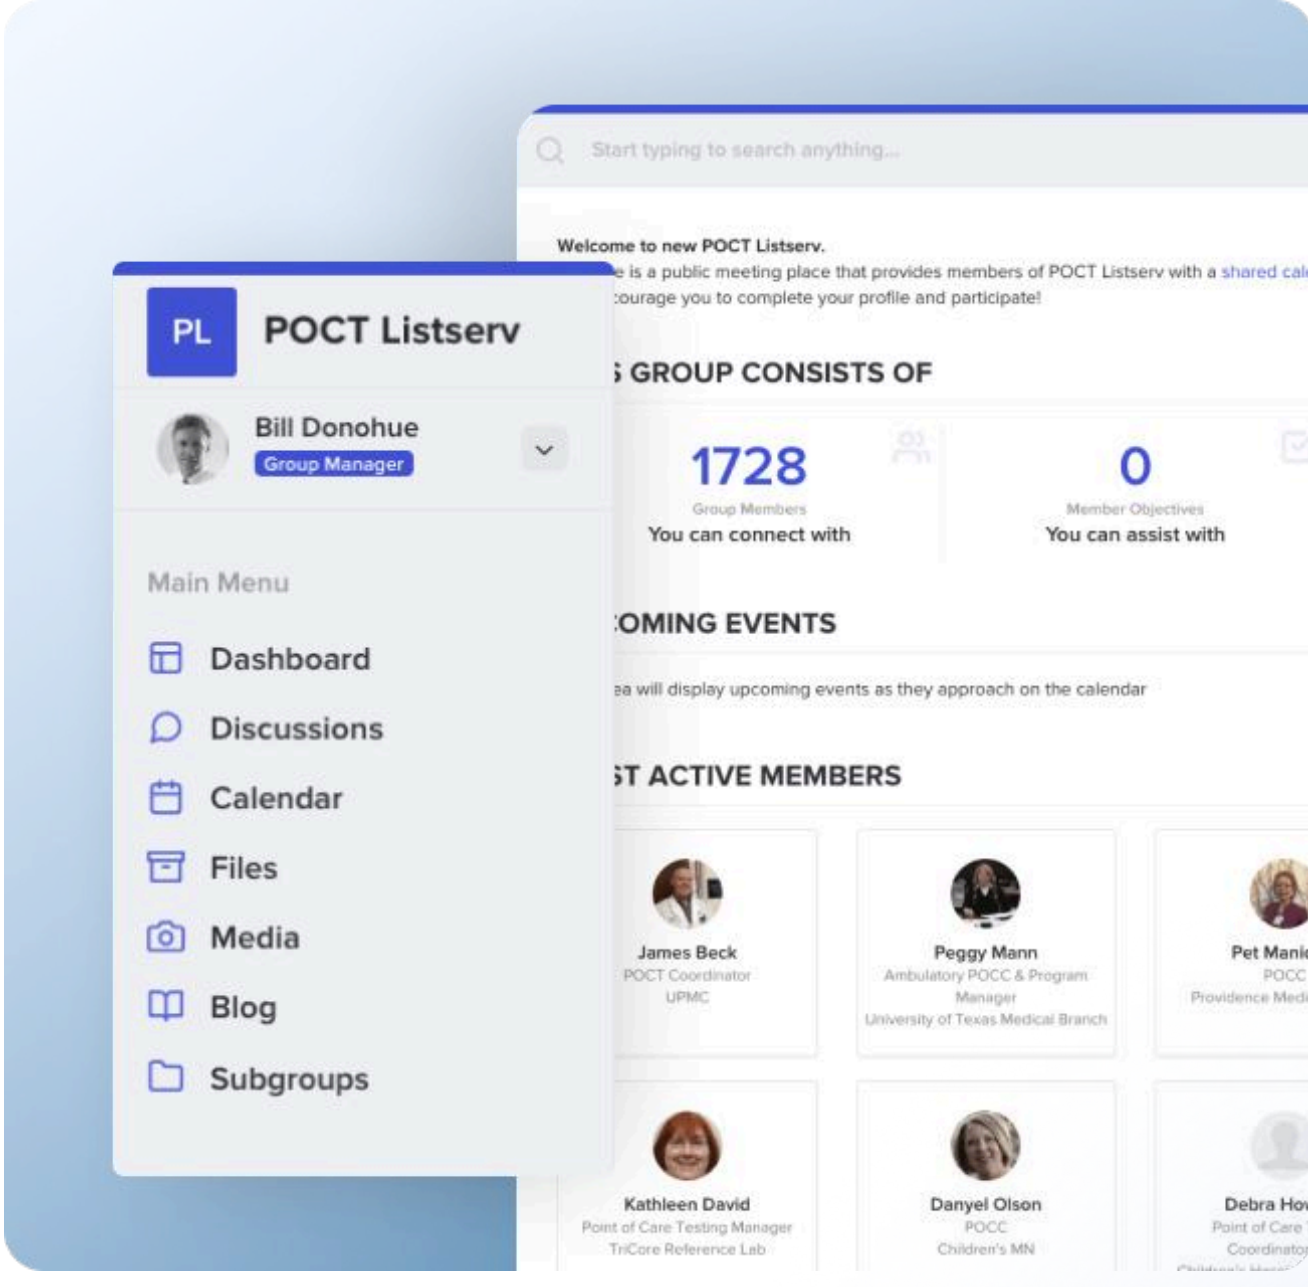 Start typing to search anything...
Welcome to new POCT Listserv.
is a public meeting place that provides members of POCT Listserv with a shared
you to complete your profile and participate!
PL
POCT Listserv
Bill Donohue
Group Manager
GROUP CONSISTS OF
1728
Group Members
You can connect with
0
Member Objectives
You can assist with
Main Menu
Dashboard
Discussions
Calendar
Files
Media
Blog
Subgroups
EVENTS
will display upcoming events as they approach on the calendar
ACTIVE MEMBERS
James Beck
POCT Coordinator
UPMC
Peggy Mann
Ambulatory POCC & Program
Manager
University of Texas Medical Branch
Pet
POCC
Providence
Kathleen David
Point of Care Testing Manager
TriCore Reference Lab
Danyel Olson
POCC
Children's MN
Debra
Point of Care
Coordinator